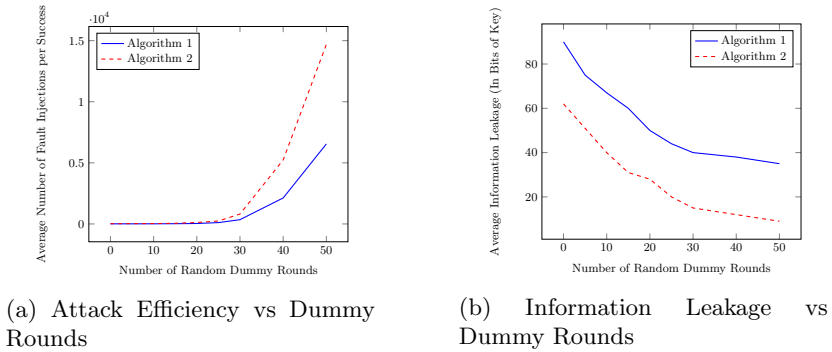 ·10⁴
1.5
1
0.5
0
0
10
20
30
40
50
Average Number of Fault Injections per Success
Number of Random Dummy Rounds
Algorithm 1
Algorithm 2
(a) Attack Efficiency vs Dummy
Rounds
80
60
40
20
0
10
20
30
40
50
Average Information Leakage (In Bits of Key)
Number of Random Dummy Rounds
Algorithm 1
Algorithm 2
(b) Information Leakage vs
Dummy Rounds